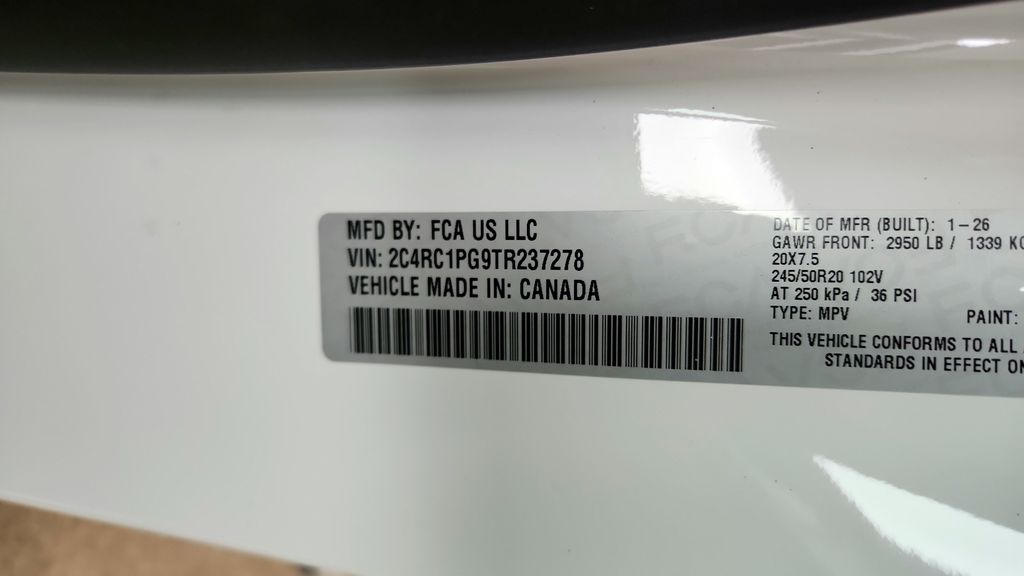 MFD BY: FCA US LLC
VIN: 2C4RC1PG9TR237278
VEHICLE MADE IN: CANADA
DATE OF MFR (BUILT): 1-26
GAWR FRONT: 2950 LB / 1339 KG
20X7.5
245/50R20 102V
AT 250 kPa / 36 PSI
TYPE: MPV PAINT:
THIS VEHICLE CONFORMS TO ALL
STANDARDS IN EFFECT ON